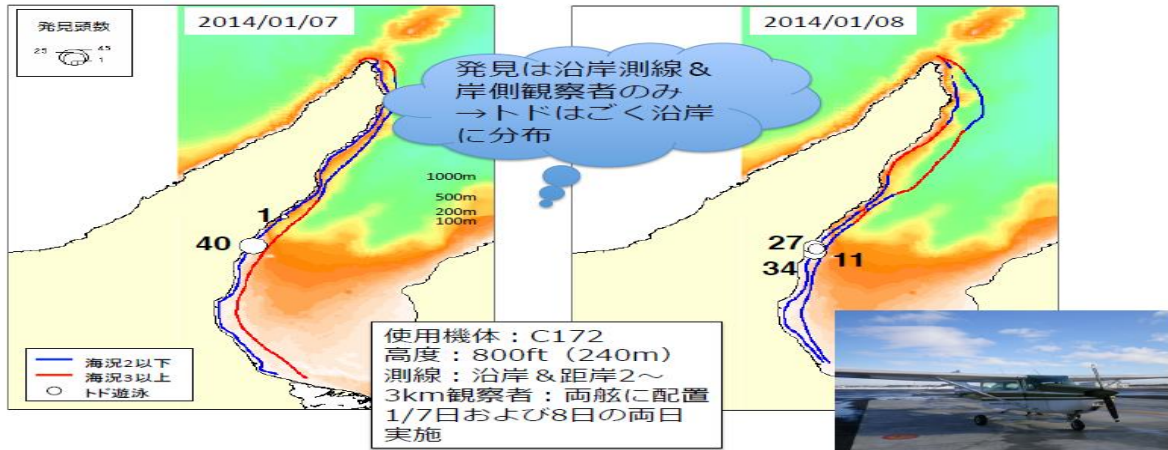 発見頭数
25 45
1
2014/01/07
2014/01/08
発見は沿岸測線&
岸側観察者のみ
→トドはごく沿岸
に分布
1000m
500m
200m
100m
1
40
27
34
11
海況2以下
海況3以上
トド遊泳
使用機体:C172
高度:800ft(240m)
測線:沿岸&距岸2~
3km観察者:両舷に配置
1/7日および8日の両日
実施